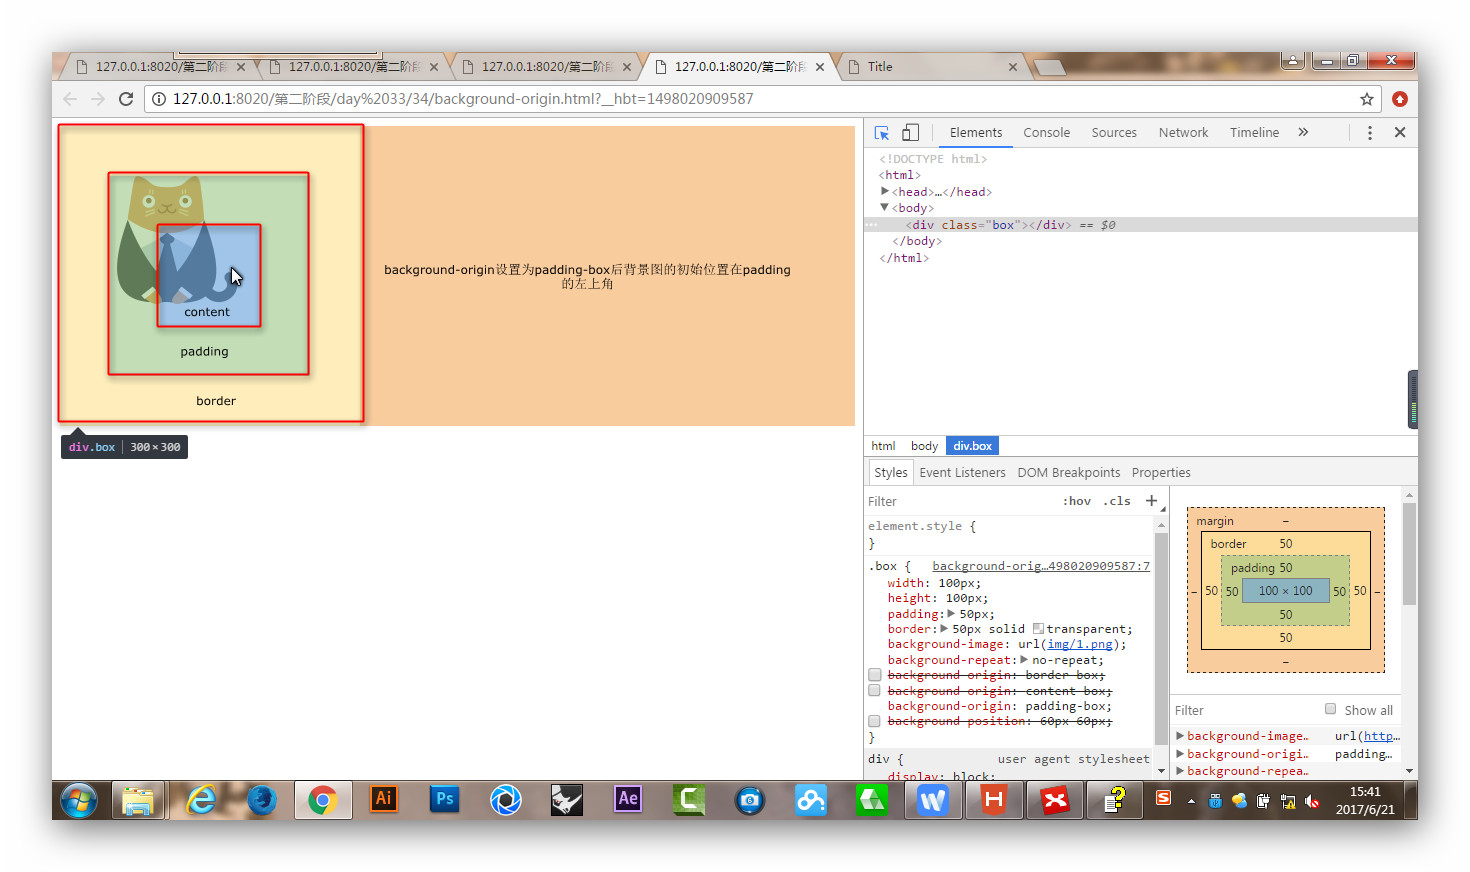 127.0.0.1:8020/第二阶段
127.0.0.1:8020/第二阶段
127.0.0.1:8020/第二阶段
127.0.0.1:8020/第二阶段
Title
127.0.0.1:8020/第二阶段/day%2033/34/background-origin.html?__hbt=1498020909587
content
padding
border
background-origin设置为padding-box后背景图的初始位置在padding
的左上角
div.box | 300×300
Elements Console Sources Network Timeline »
<!DOCTYPE html>
<html>
<head>…</head>
<body>
<div class="box"></div> == $0
</body>
</html>
html body div.box
Styles Event Listeners DOM Breakpoints Properties
Filter :hov .cls +
element.style {
}
.box { background-orig…498020909587:7
width: 100px;
height: 100px;
padding: 50px;
border: 50px solid transparent;
background-image: url(img/1.png);
background-repeat: no-repeat;
background-origin: border-box;
background-origin: content-box;
background-origin: padding-box;
background-position: 60px 60px;
}
div { user agent stylesheet
display: block;
margin –
border 50
padding 50
– 50 50 100 × 100 50 50 –
50
50
–
Filter Show all
background-image… url(http…
background-origi… padding…
background-repea…
Ai Ps Ae C W H S
15:41
2017/6/21